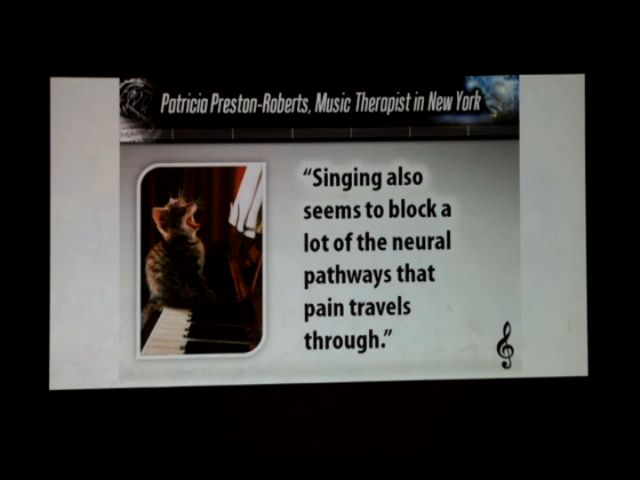 Patricia Preston-Roberts, Music Therapist in New York
“Singing also
seems to block a
lot of the neural
pathways that
pain travels
through.”